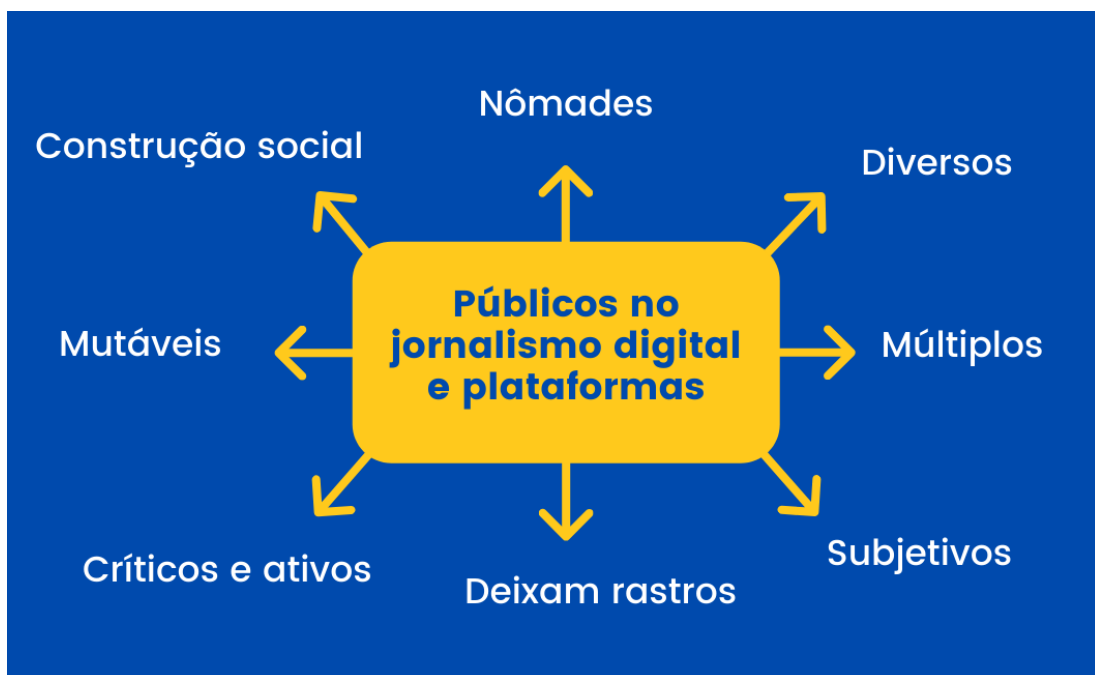 Nômades
Construção social
Diversos
Públicos no
jornalismo digital
e plataformas
Mutáveis
Múltiplos
Críticos e ativos
Deixam rastros
Subjetivos